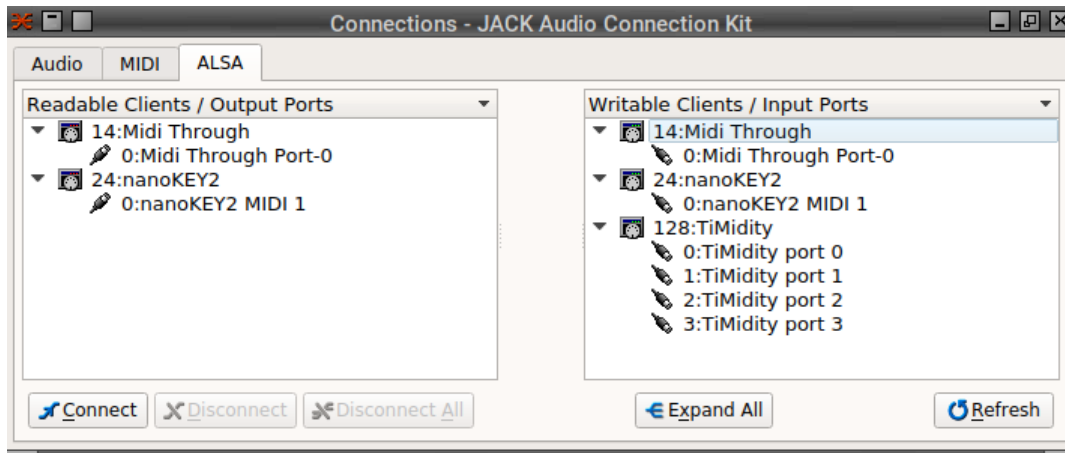 Connections - JACK Audio Connection Kit
Audio
MIDI
ALSA
Readable Clients / Output Ports
14:Midi Through
0:Midi Through Port-0
24:nanoKEY2
0:nanoKEY2 MIDI 1
Writable Clients / Input Ports
14:Midi Through
0:Midi Through Port-0
24:nanoKEY2
0:nanoKEY2 MIDI 1
128:TiMidity
0:TiMidity port 0
1:TiMidity port 1
2:TiMidity port 2
3:TiMidity port 3
Connect
Disconnect
Disconnect All
Expand All
Refresh